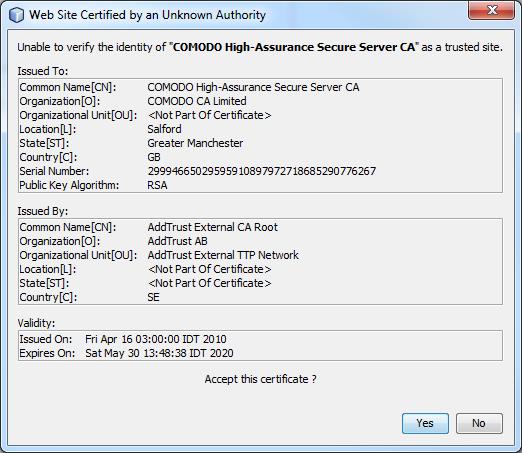 Web Site Certified by an Unknown Authority
Unable to verify the identity of "COMODO High-Assurance Secure Server CA" as a trusted site.
Issued To:
Common Name[CN]: COMODO High-Assurance Secure Server CA
Organization[O]: COMODO CA Limited
Organizational Unit[OU]: <Not Part Of Certificate>
Location[L]: Salford
State[ST]: Greater Manchester
Country[C]: GB
Serial Number: 29994665029595910897972718685290776267
Public Key Algorithm: RSA
Issued By:
Common Name[CN]: AddTrust External CA Root
Organization[O]: AddTrust AB
Organizational Unit[OU]: AddTrust External TTP Network
Location[L]: <Not Part Of Certificate>
State[ST]: <Not Part Of Certificate>
Country[C]: SE
Validity:
Issued On: Fri Apr 16 03:00:00 IDT 2010
Expires On: Sat May 30 13:48:38 IDT 2020
Accept this certificate ?
Yes No